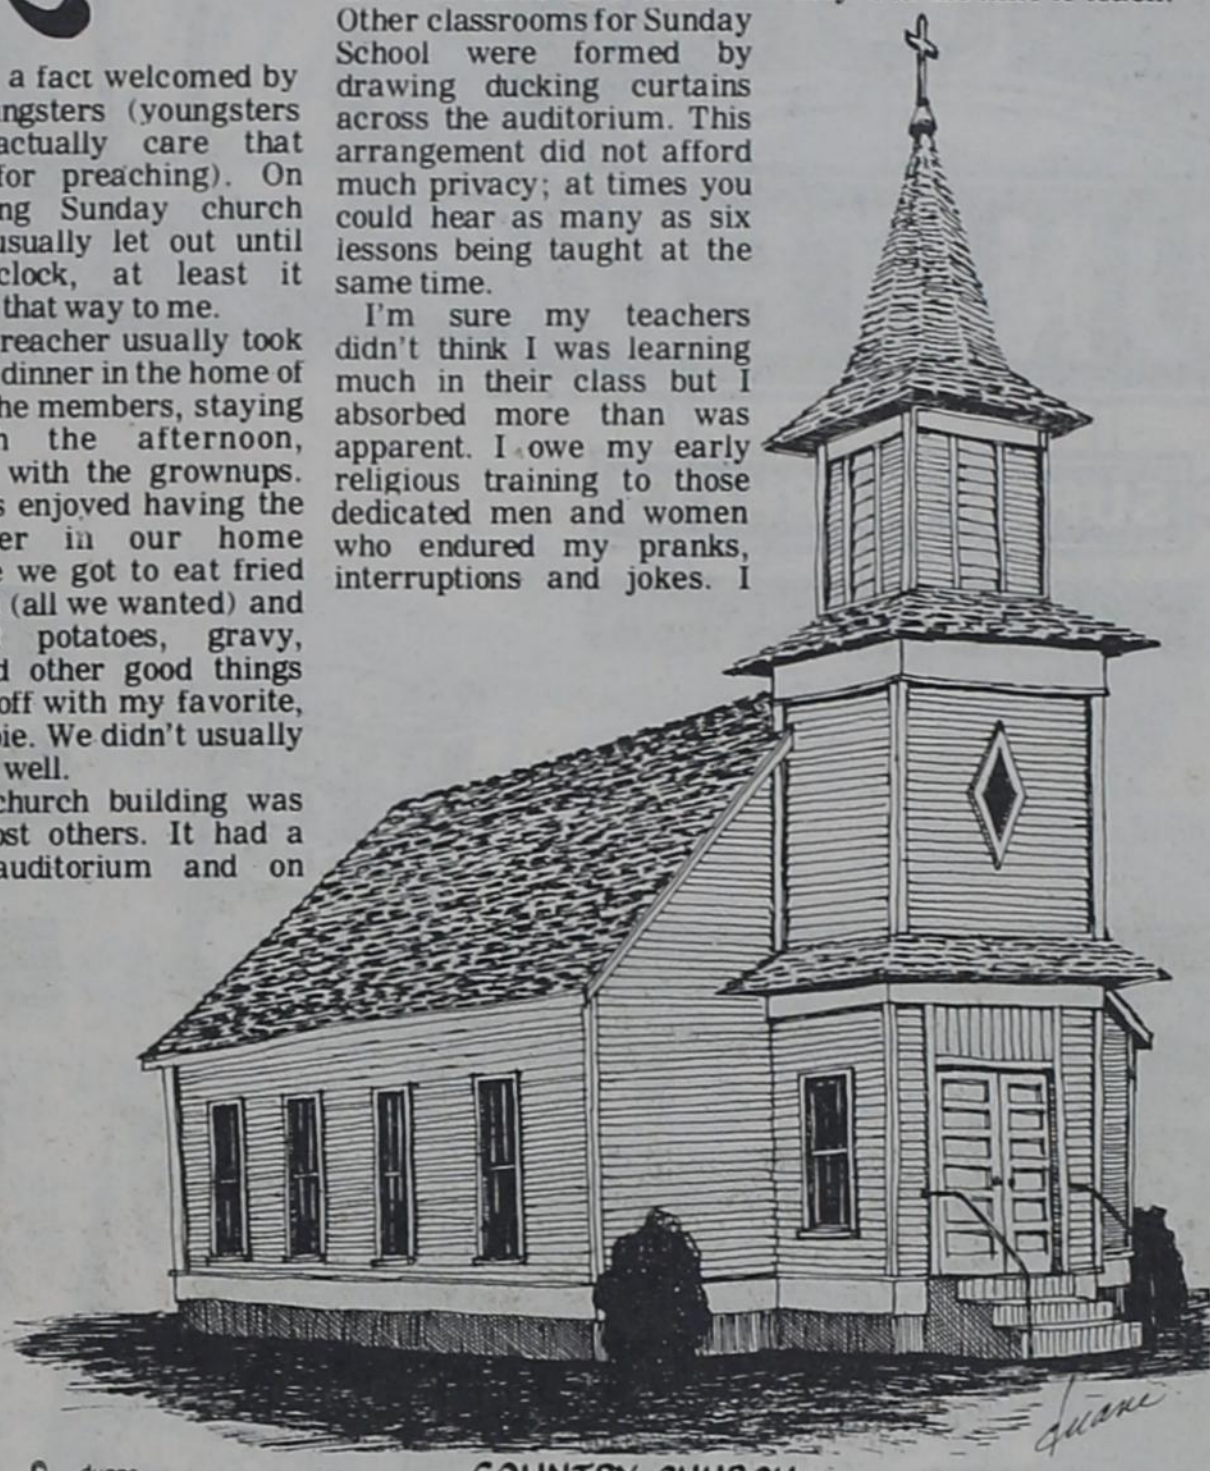 a fact welcomed by
ngsters (youngsters
actually care that
for preaching). On
ng Sunday church
usually let out until
clock, at least it
that way to me.
reacher usually took
dinner in the home of
he members, staying
the afternoon,
with the grownups.
s enjoyed having the
er in our home
we got to eat fried
(all we wanted) and
potatoes, gravy,
d other good things
off with my favorite,
ie. We didn't usually
well.
church building was
ost others. It had a
auditorium and on
Other classrooms for Sunday
School were formed by
drawing ducking curtains
across the auditorium. This
arrangement did not afford
much privacy; at times you
could hear as many as six
lessons being taught at the
same time.
I'm sure my teachers
didn't think I was learning
much in their class but I
absorbed more than was
apparent. I owe my early
religious training to those
dedicated men and women
who endured my pranks,
interruptions and jokes. I
duane
COUNTRY CHURCH